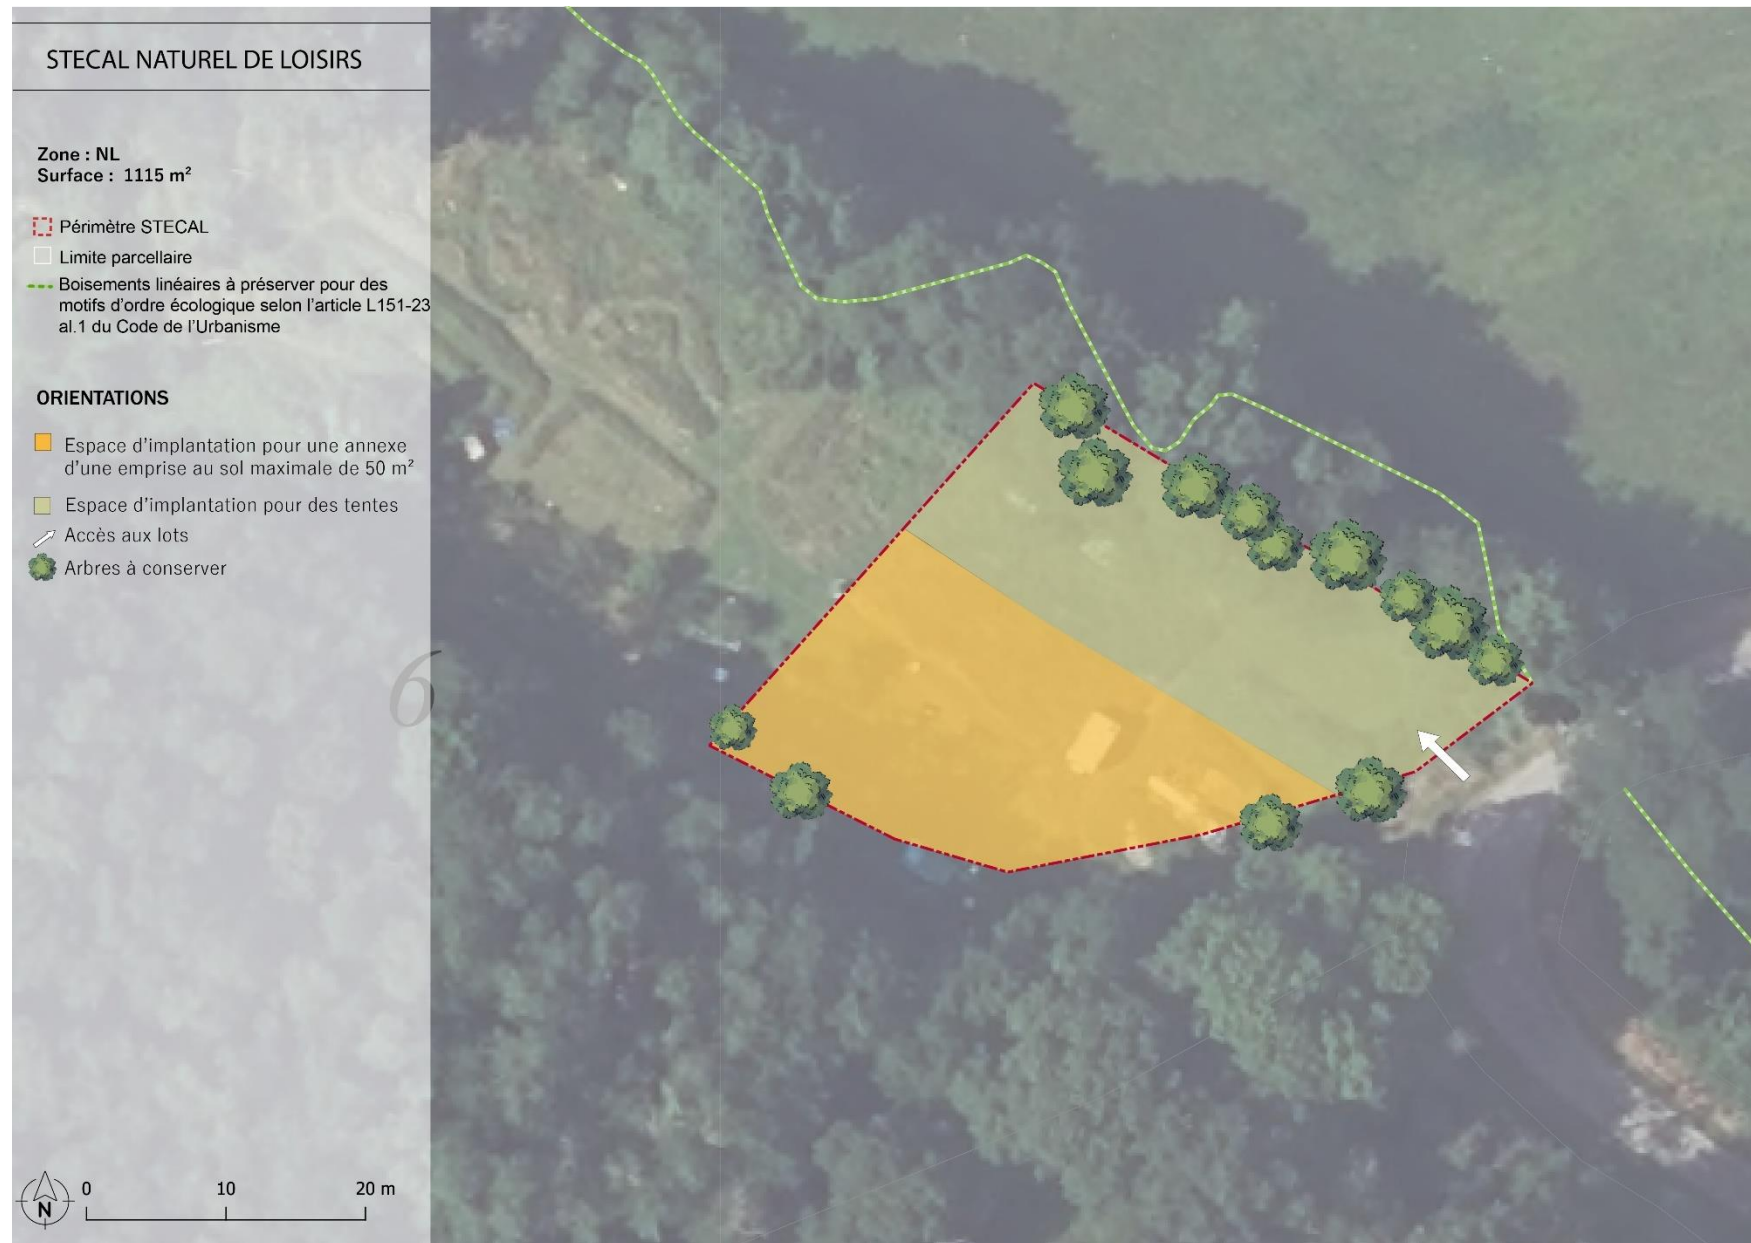 STECAL NATUREL DE LOISIRS
Zone : NL
Surface : 1115 m²
Périmètre STECAL
Limite parcellaire
Boisements linéaires à préserver pour des
motifs d'ordre écologique selon l'article L151-23
al.1 du Code de l'Urbanisme
ORIENTATIONS
Espace d'implantation pour une annexe
d'une emprise au sol maximale de 50 m²
Espace d'implantation pour des tentes
Accès aux lots
Arbres à conserver
6
0 10 20 m
N